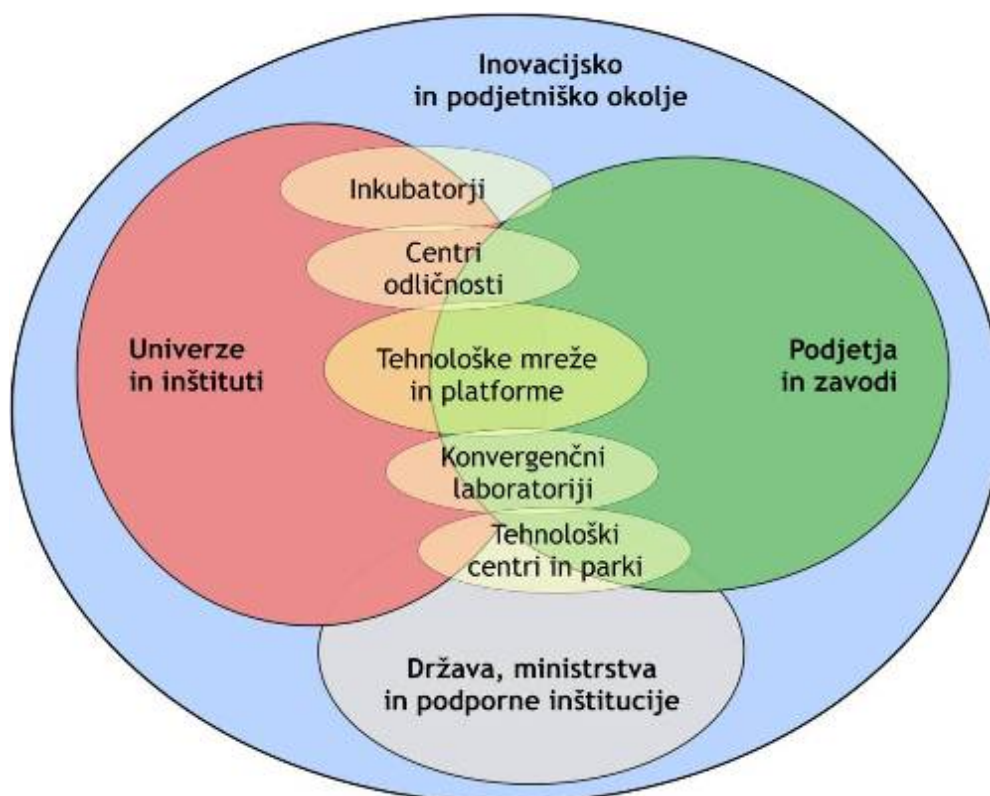 Inovacijsko
in podjetniško okolje
Inkubatorji
Centri
odličnosti
Univerze
in inštituti
Tehnološke mreže
in platforme
Podjetja
in zavodi
Konvergenčni
laboratoriji
Tehnološki
centri in parki
Država, ministrstva
in podporne inštitucije